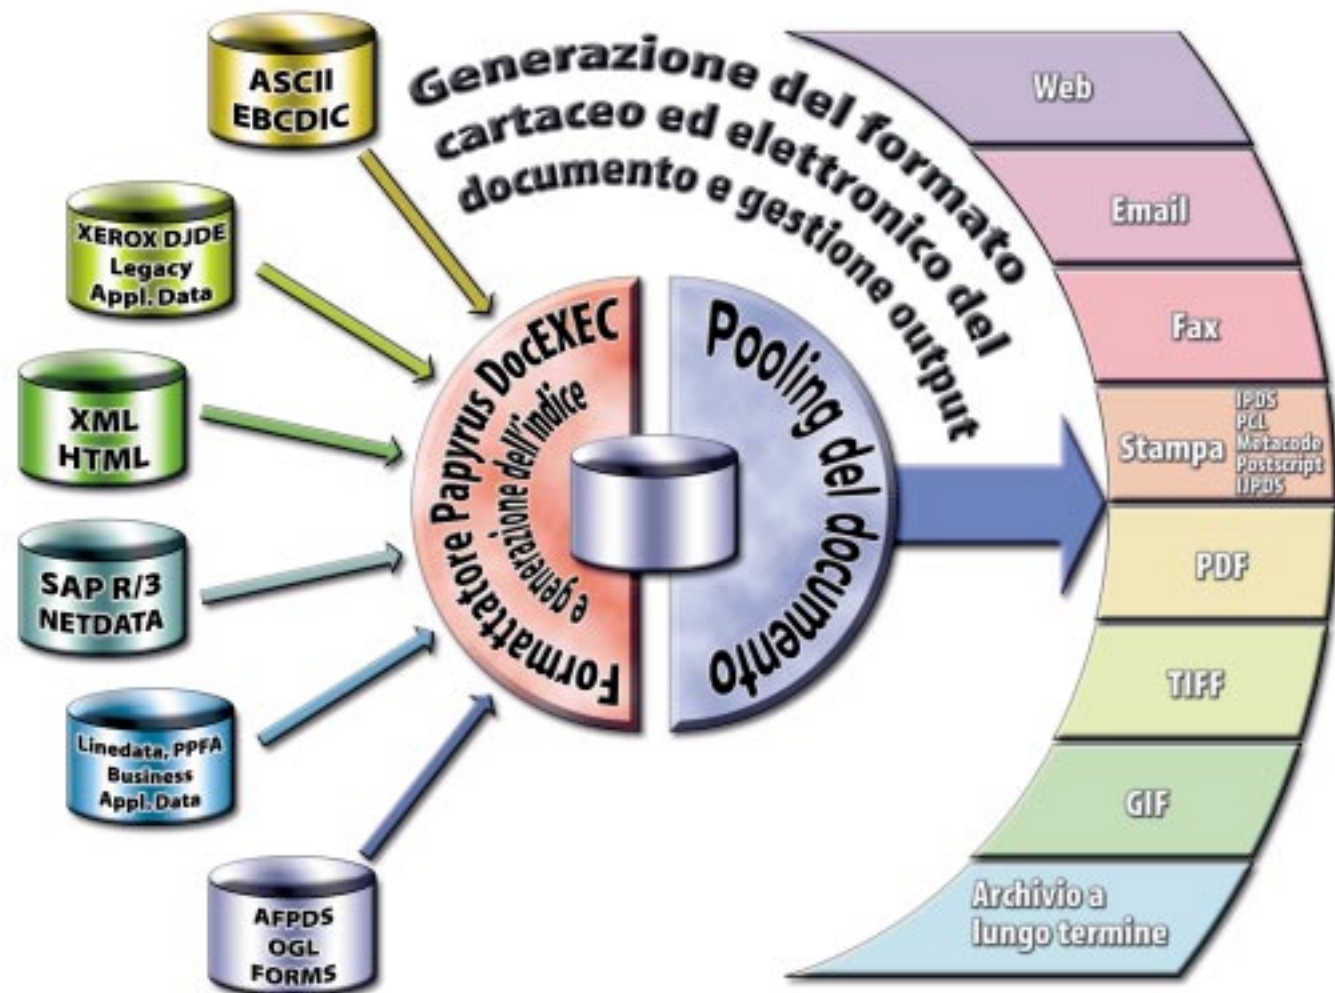 ASCII
EBCDIC
XEROX DJDE
Legacy
Appl. Data
XML
HTML
SAP R/3
NETDATA
Linedata, PPFA
Business
Appl. Data
AFPDS
OGL
FORMS
Generazione del formato
cartaceo ed elettronico del
documento e gestione output
Formattatore Papyrus DocEXEC
e generazione dell'indice
Pooling del documento
Web
Email
Fax
Stampa
IPDS
PCL
Metacode
Postscript
IJPDS
PDF
TIFF
GIF
Archivio a
lungo termine